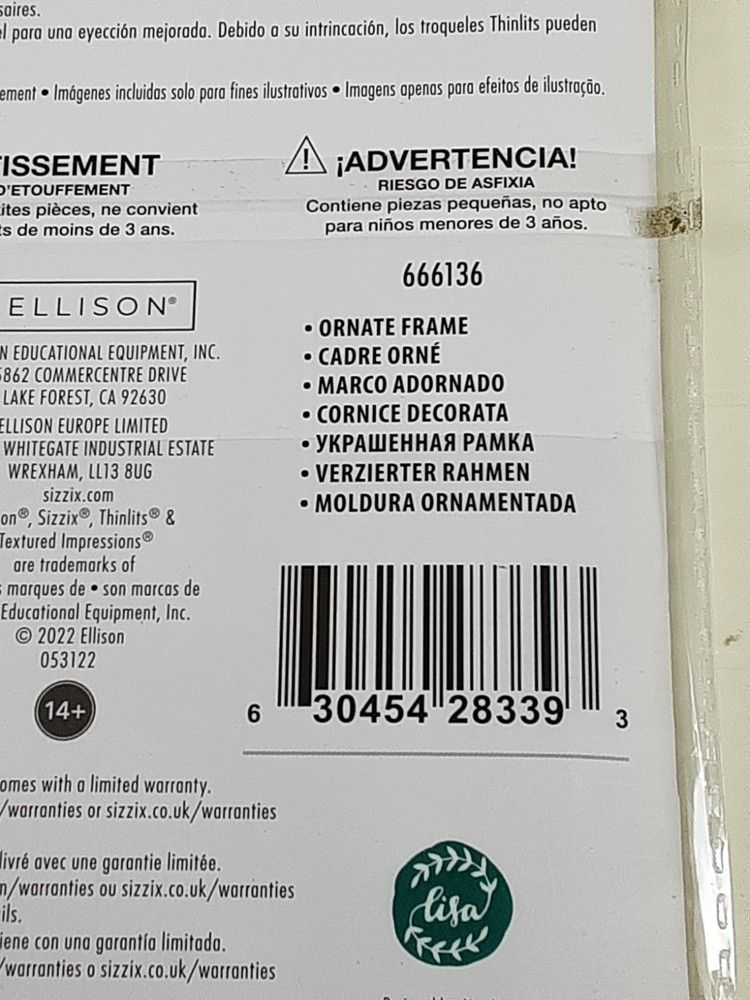 saires.
el para una eyección mejorada. Debido a su intrincación, los troqueles Thinlits pueden
ement • Imágenes incluidas solo para fines ilustrativos • Imagens apenas para efeitos de ilustração.
TISSEMENT
D'ETOUFFEMENT
ites pièces, ne convient
ts de moins de 3 ans.
¡ADVERTENCIA!
RIESGO DE ASFIXIA
Contiene piezas pequeñas, no apto
para niños menores de 3 años.
ELLISON®
N EDUCATIONAL EQUIPMENT, INC.
5862 COMMERCENTRE DRIVE
LAKE FOREST, CA 92630
ELLISON EUROPE LIMITED
WHITEGATE INDUSTRIAL ESTATE
WREXHAM, LL13 8UG
sizzix.com
on®, Sizzix®, Thinlits® &
Textured Impressions®
are trademarks of
s marques de • son marcas de
Educational Equipment, Inc.
© 2022 Ellison
053122
14+
666136
• ORNATE FRAME
• CADRE ORNÉ
• MARCO ADORNADO
• CORNICE DECORATA
• УКРАШЕННАЯ РАМКА
• VERZIERTER RAHMEN
• MOLDURA ORNAMENTADA
6 30454 28339 3
omes with a limited warranty.
/warranties or sizzix.co.uk/warranties
livré avec une garantie limitée.
n/warranties ou sizzix.co.uk/warranties
ils.
iene con una garantía limitada.
/warranties o sizzix.co.uk/warranties
lisa